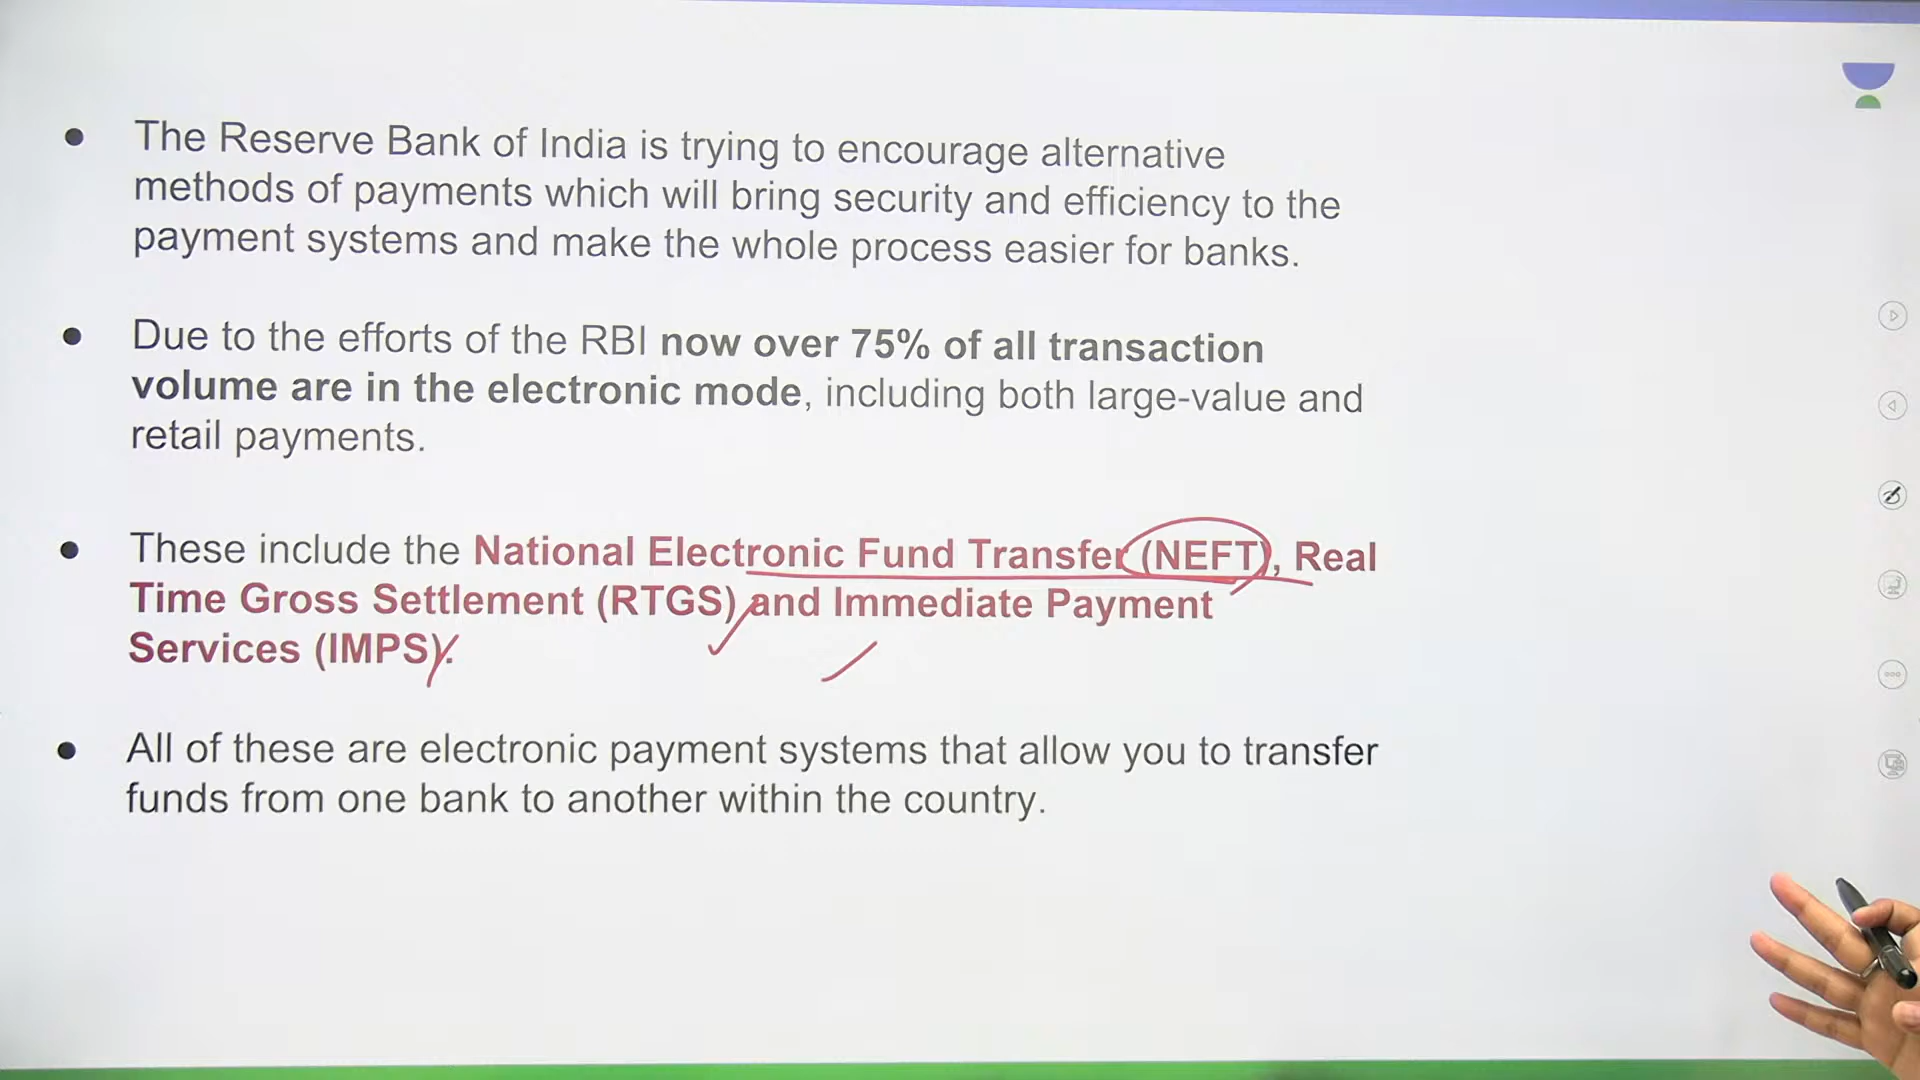 The Reserve Bank of India is trying to encourage alternative
methods of payments which will bring security and efficiency to the
payment systems and make the whole process easier for banks.
Due to the efforts of the RBI now over 75% of all transaction
volume are in the electronic mode, including both large-value and
retail payments.
These include the National Electronic Fund Transfer (NEFT), Real
Time Gross Settlement (RTGS) and Immediate Payment
Services (IMPS).
All of these are electronic payment systems that allow you to transfer
funds from one bank to another within the country.